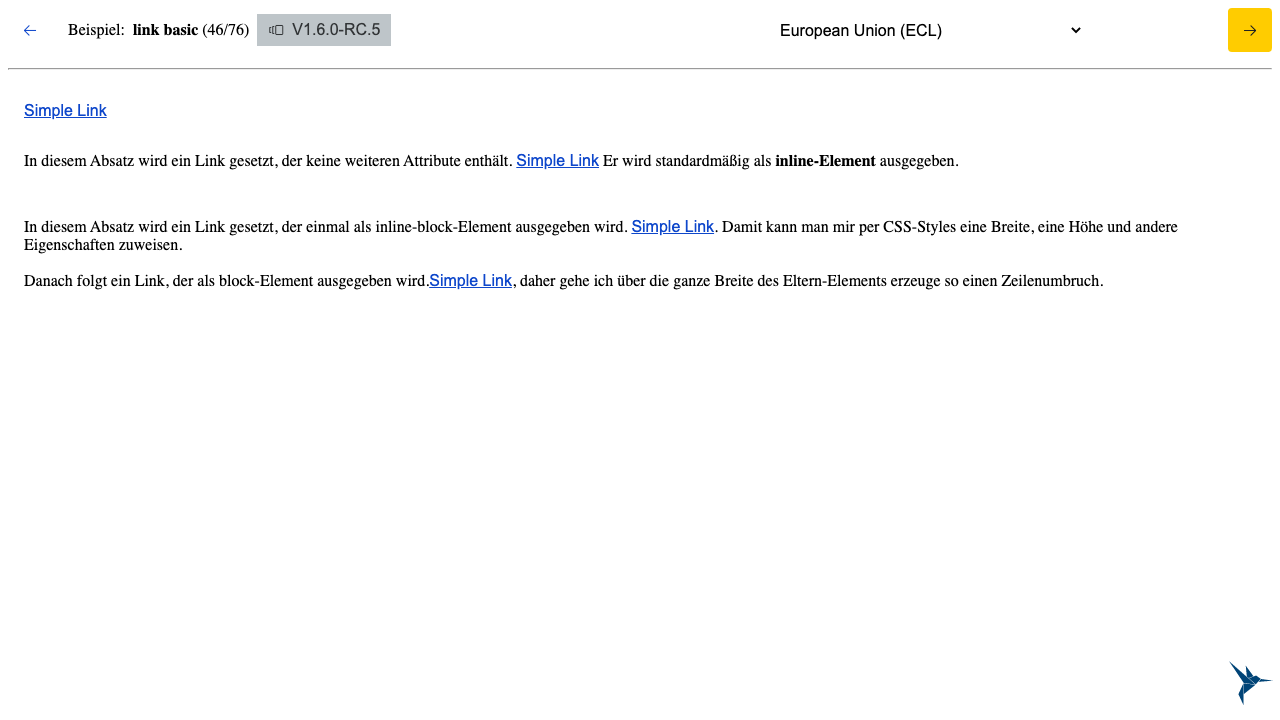 Beispiel: link basic (46/76) V1.6.0-RC.5 European Union (ECL)
Simple Link
In diesem Absatz wird ein Link gesetzt, der keine weiteren Attribute enthält. Simple Link Er wird standardmäßig als inline-Element ausgegeben.
In diesem Absatz wird ein Link gesetzt, der einmal als inline-block-Element ausgegeben wird. Simple Link. Damit kann man mir per CSS-Styles eine Breite, eine Höhe und andere
Eigenschaften zuweisen.
Danach folgt ein Link, der als block-Element ausgegeben wird.Simple Link, daher gehe ich über die ganze Breite des Eltern-Elements erzeuge so einen Zeilenumbruch.